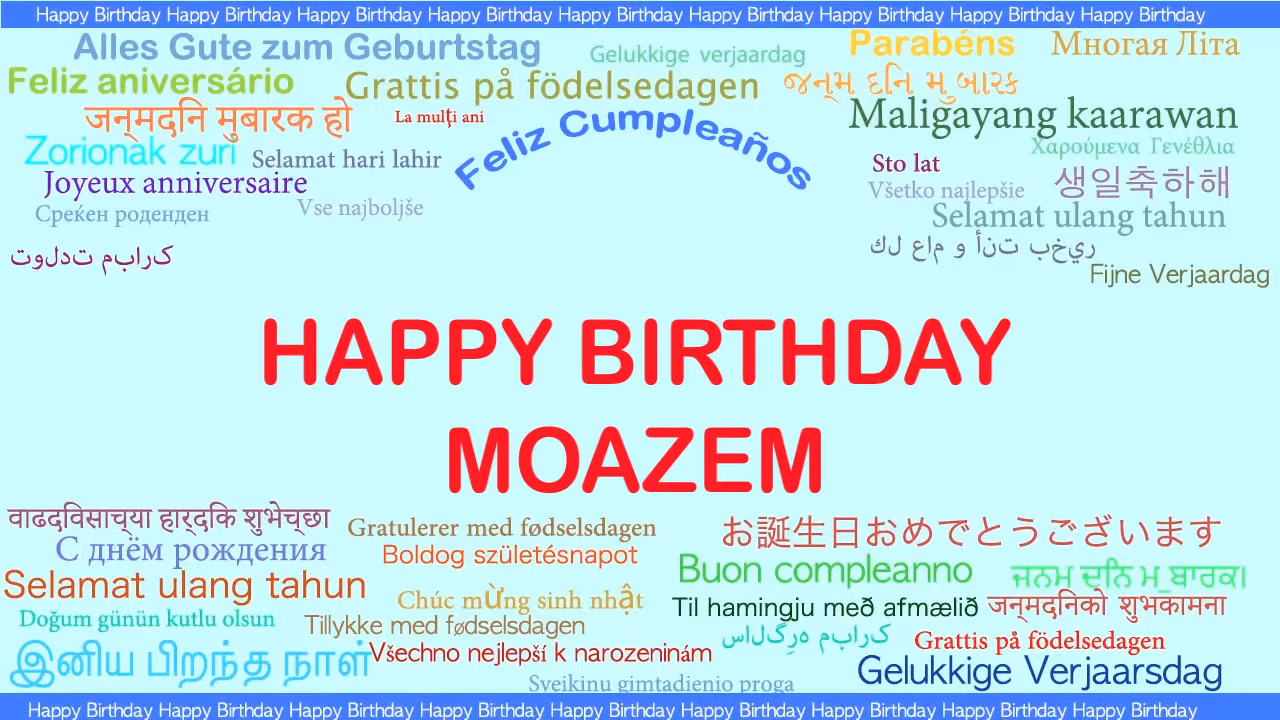 Happy Birthday Happy Birthday Happy Birthday Happy Birthday Happy Birthday Happy Birthday Happy Birthday Happy Birthday Happy Birthday
Alles Gute zum Geburtstag
Gelukkige verjaardag
Parabéns
Многая Літа
Feliz aniversário
Grattis på födelsedagen
જન્મ દિન મુબારક
जन्मदिन मुबारक हो
La mulţi ani
Feliz Cumpleaños
Maligayang kaarawan
Zorionak zuri
Selamat hari lahir
Χαρούμενα Γενέθλια
Sto lat
Joyeux anniversaire
Všetko najlepšie
생일축하해
Среќен роденден
Vse najboljše
Selamat ulang tahun
تولدت مبارک
كل عام و أنت بخير
Fijne Verjaardag
HAPPY BIRTHDAY
MOAZEM
वाढदिवसाच्या हार्दिक शुभेच्छा
Gratulerer med fødselsdagen
お誕生日おめでとうございます
С днём рождения
Boldog születésnapot
Buon compleanno
ਜਨਮ ਦਿਨ ਮੁਬਾਰਕ।
Selamat ulang tahun
Chúc mừng sinh nhật
Til hamingju með afmælið
जन्मदिनको शुभकामना
Doğum günün kutlu olsun
Tillykke med fødselsdagen
سالگرہ مبارک
Grattis på födelsedagen
இனிய பிறந்த நாள்
Všechno nejlepší k narozeninám
Gelukkige Verjaarsdag
Sveikinu gimtadienio proga
Happy Birthday Happy Birthday Happy Birthday Happy Birthday Happy Birthday Happy Birthday Happy Birthday Happy Birthday Happy Birthday